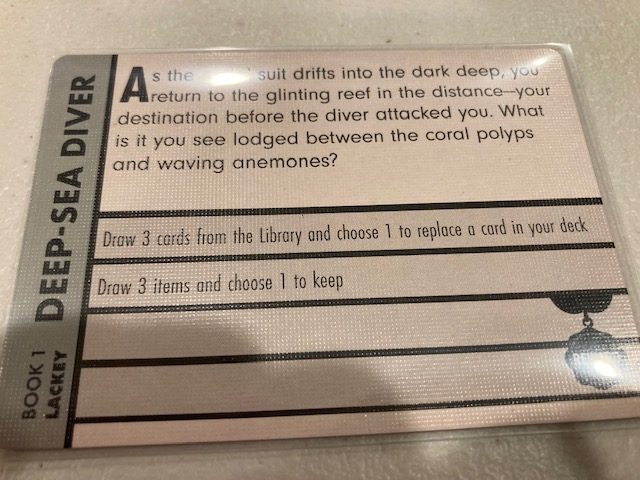 As the suit drifts into the dark deep, you
return to the glinting reef in the distance—your
destination before the diver attacked you. What
is it you see lodged between the coral polyps
and waving anemones?
Draw 3 cards from the Library and choose 1 to replace a card in your deck
Draw 3 items and choose 1 to keep
DEEP-SEA DIVER
BOOK 1
LACKEY